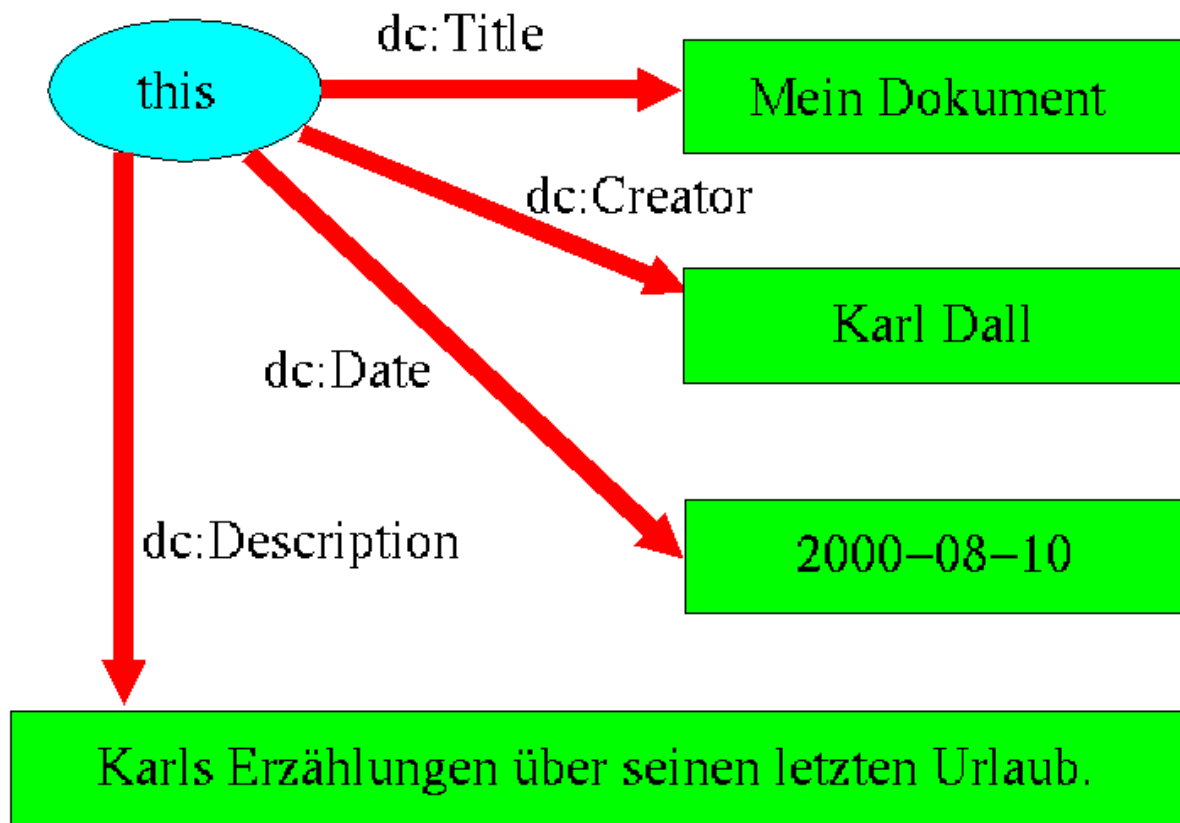 dc:Title
this
Mein Dokument
dc:Creator
Karl Dall
dc:Date
dc:Description
2000–08–10
Karls Erzählungen über seinen letzten Urlaub.